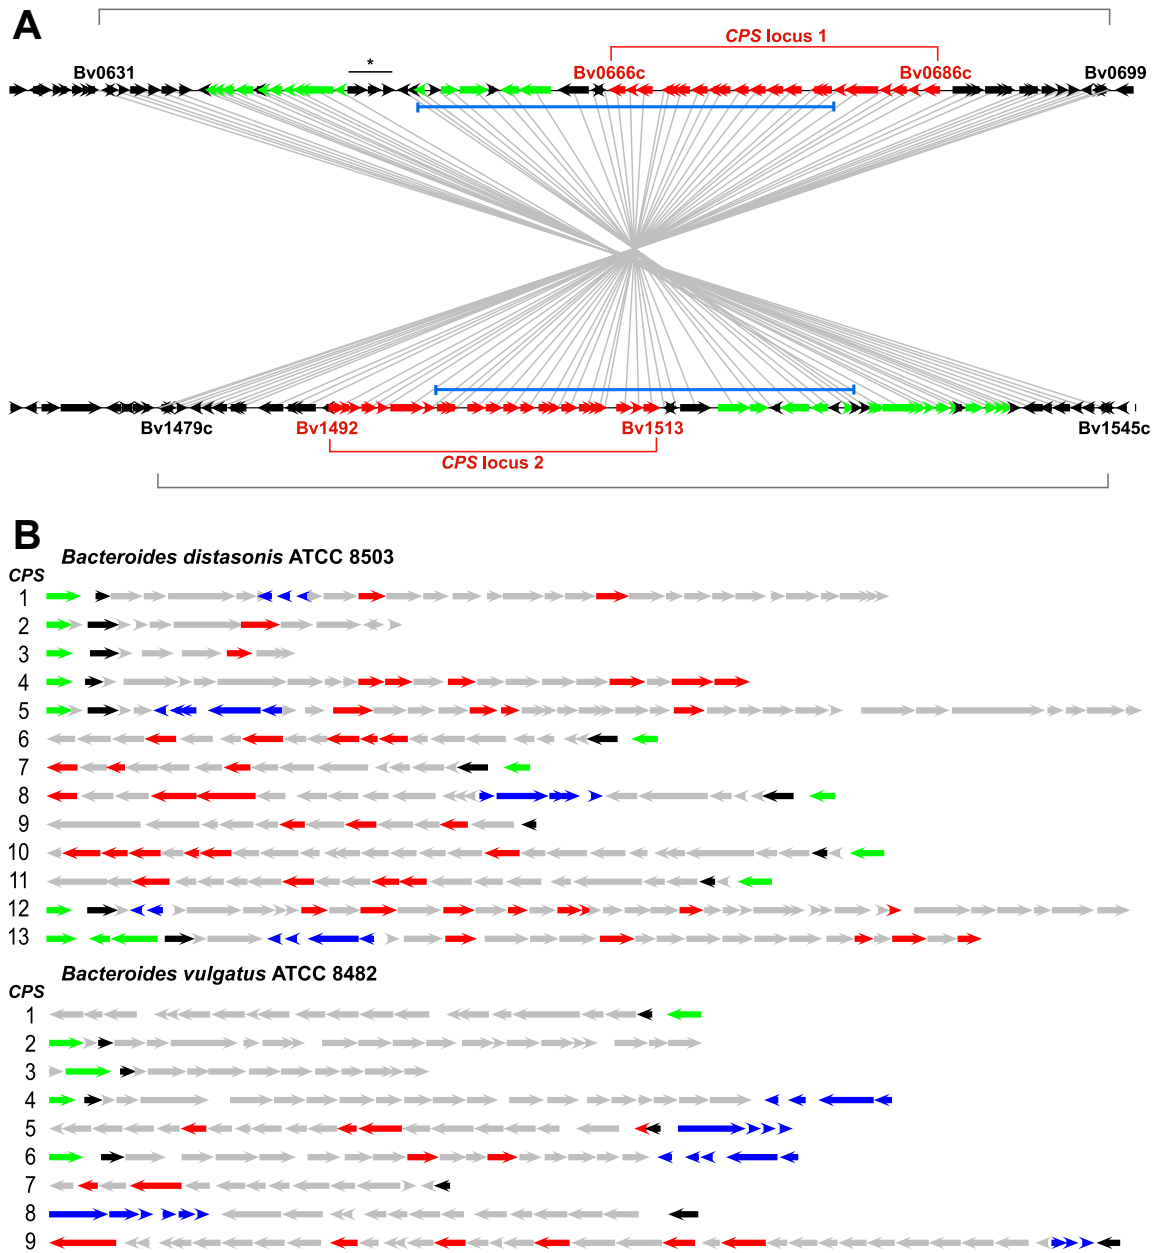 A
CPS locus 1
Bv0631
*
Bv0666c
Bv0686c
Bv0699
Bv1479c
Bv1492
Bv1513
Bv1545c
CPS locus 2
B
Bacteroides distasonis ATCC 8503
CPS
1
2
3
4
5
6
7
8
9
10
11
12
13
Bacteroides vulgatus ATCC 8482
CPS
1
2
3
4
5
6
7
8
9